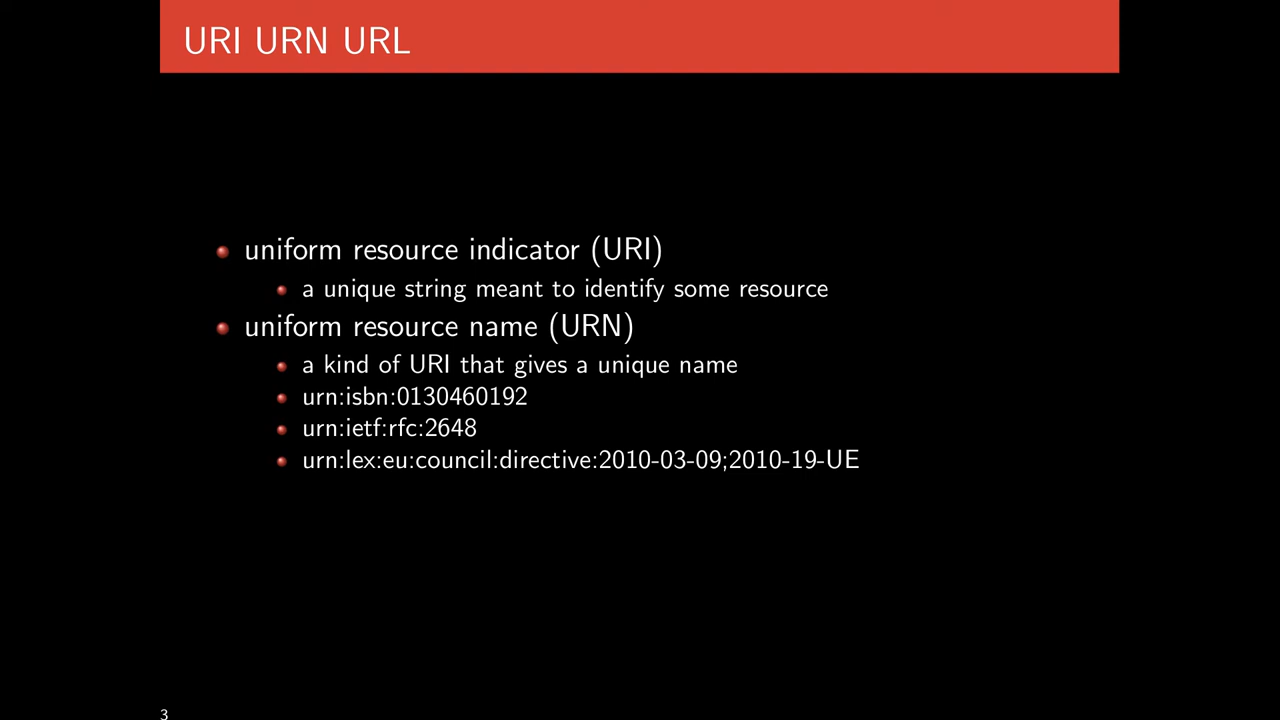 URI URN URL
uniform resource indicator (URI)
a unique string meant to identify some resource
uniform resource name (URN)
a kind of URI that gives a unique name
urn:isbn:0130460192
urn:ietf:rfc:2648
urn:lex:eu:council:directive:2010-03-09;2010-19-UE
3